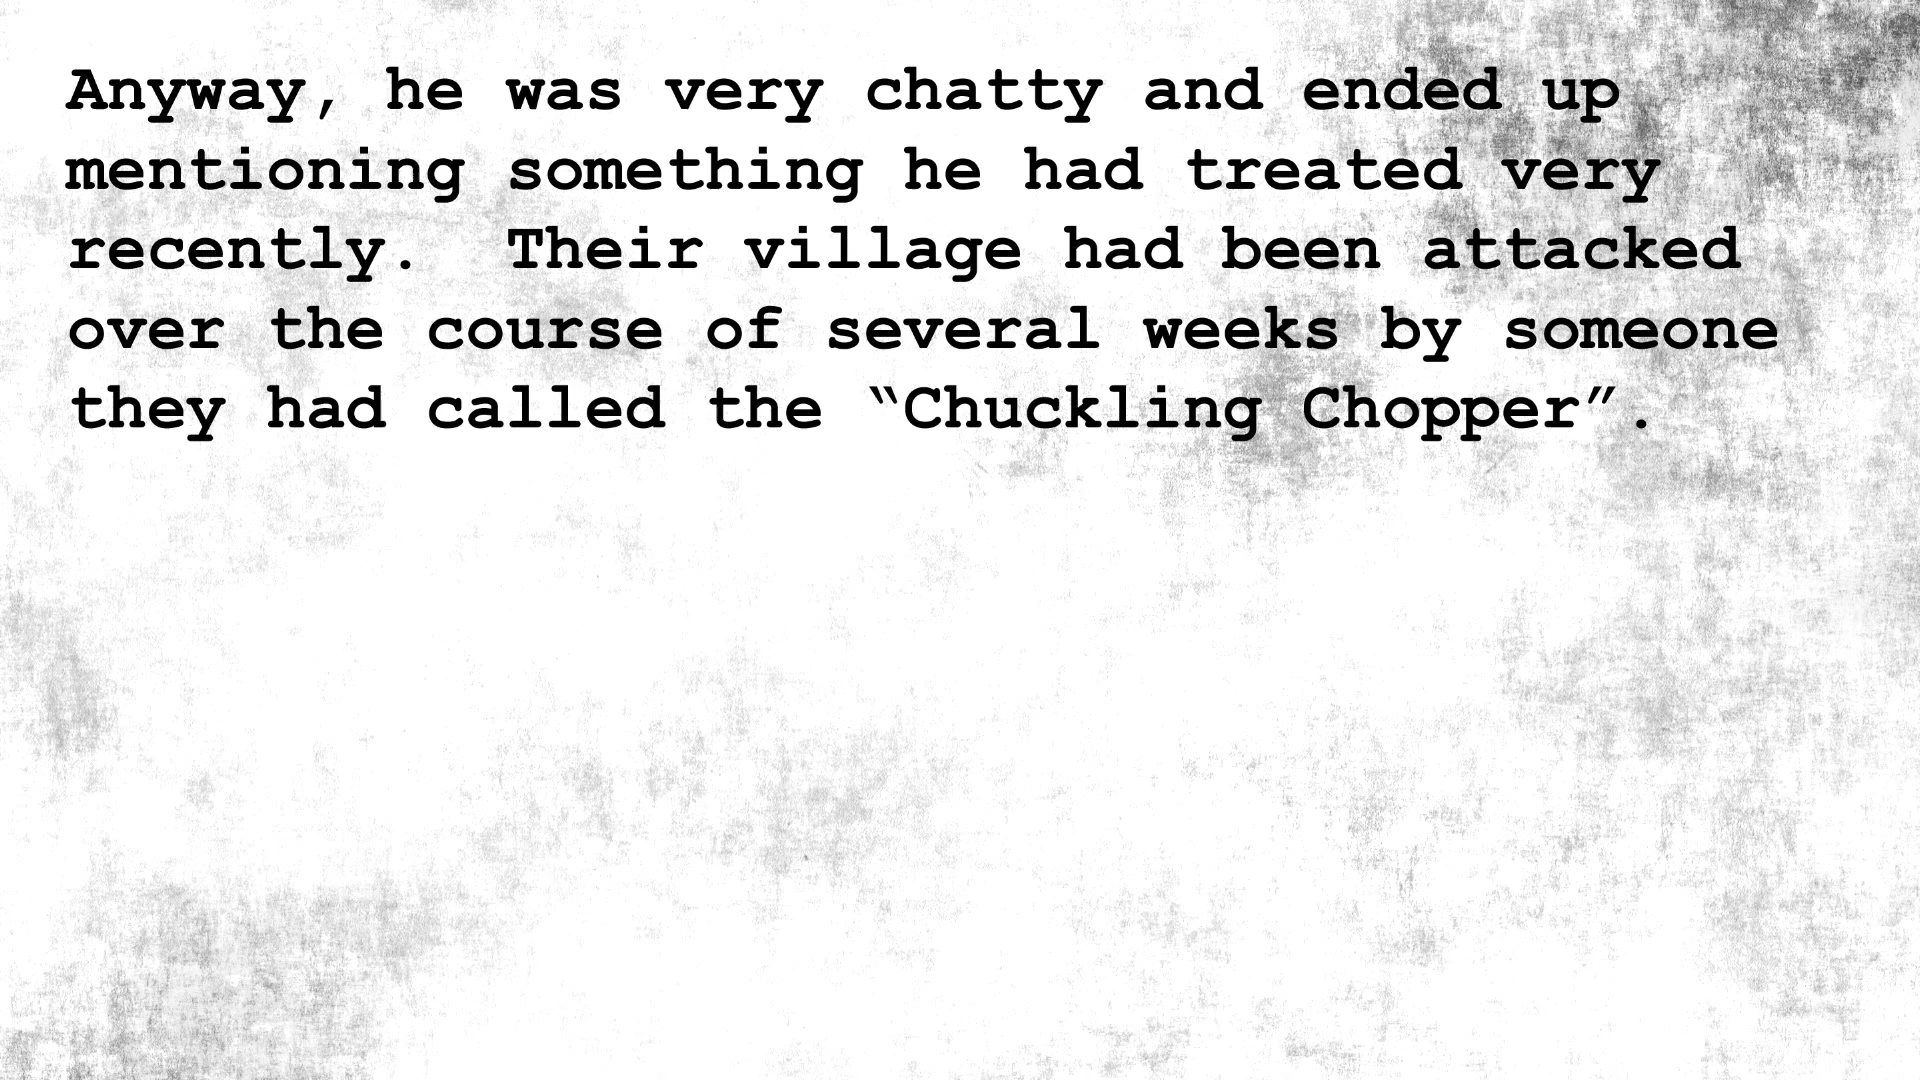 Anyway, he was very chatty and ended up
mentioning something he had treated very
recently.  Their village had been attacked
over the course of several weeks by someone
they had called the “Chuckling Chopper”.